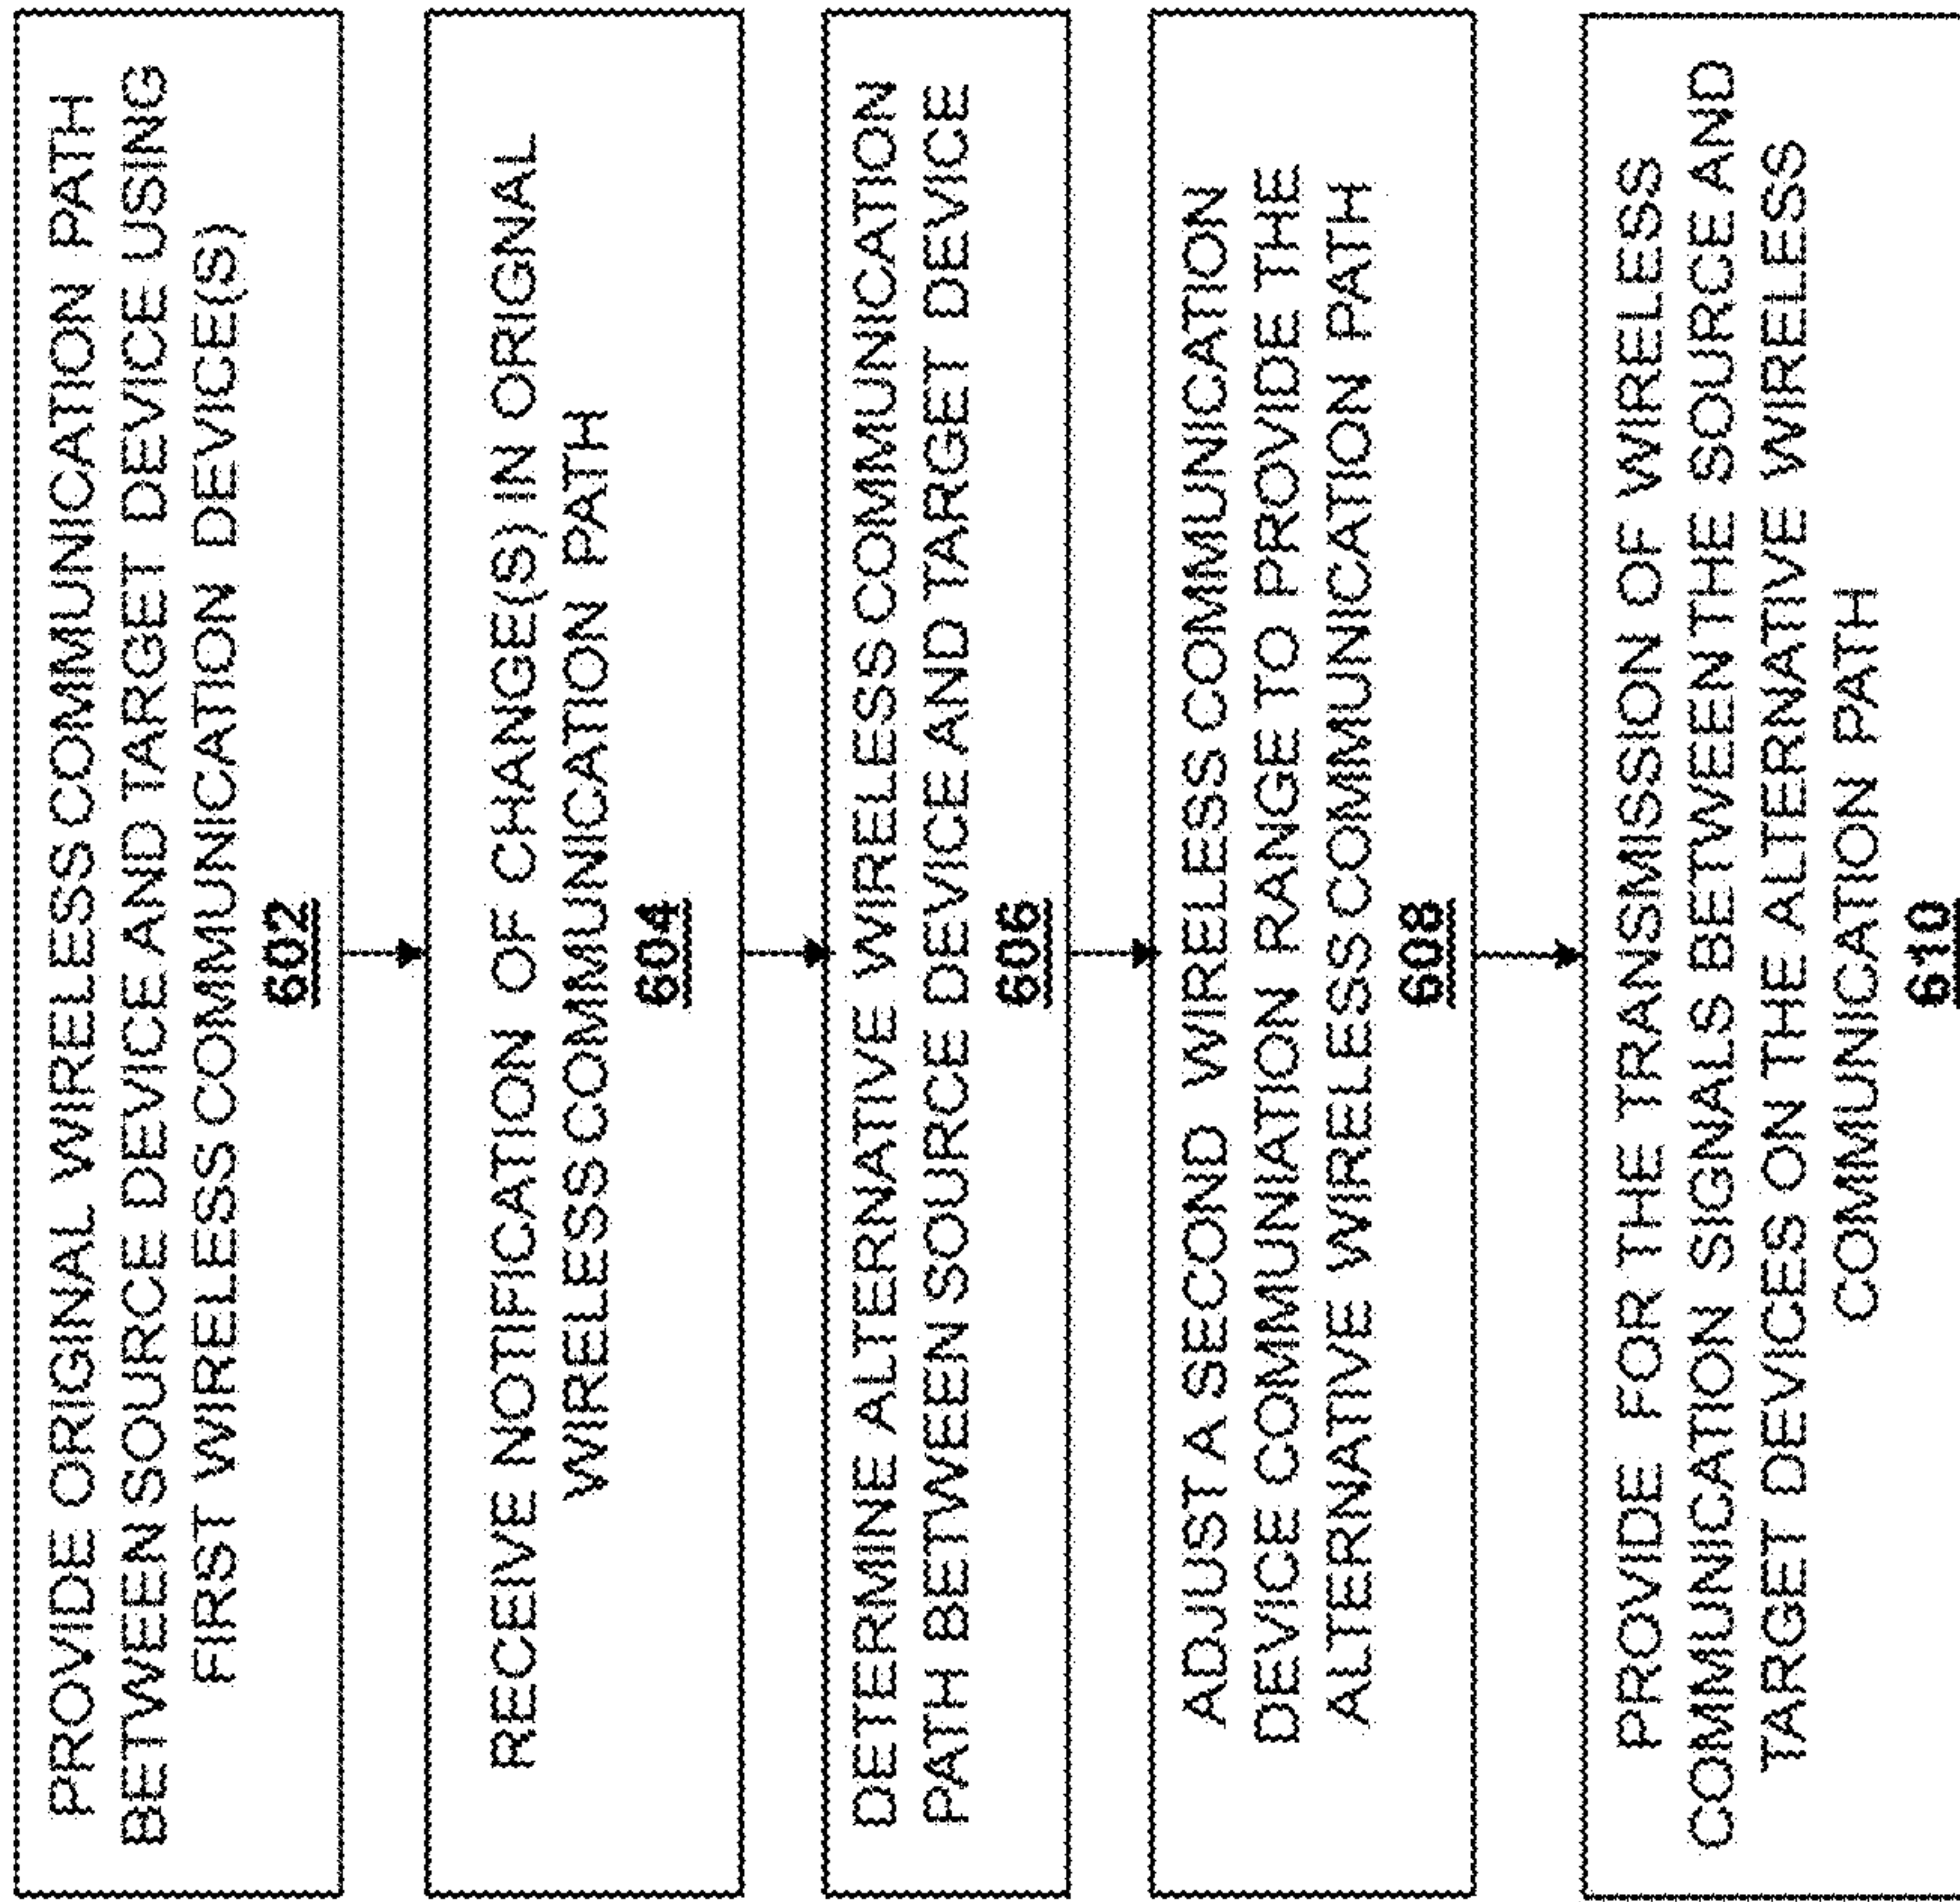 PROVIDE ORIGINAL WIRELESS COMMUNICATION PATH
BETWEEN SOURCE DEVICE AND TARGET DEVICE USING
FIRST WIRELESS COMMUNICATION DEVICE(S)
602
RECEIVE NOTIFICATION OF CHANGE(S) IN ORIGNAL
WIRELESS COMMUNICATION PATH
604
DETERMINE ALTERNATIVE WIRELESS COMMUNICATION
PATH BETWEEN SOURCE DEVICE AND TARGET DEVICE
606
ADJUST A SECOND WIRELESS COMMUNICATION
DEVICE COMMUNIATION RANGE TO PROVIDE THE
ALTERNATIVE WIRELESS COMMUNICATION PATH
608
PROVIDE FOR THE TRANSMISSION OF WIRELESS
COMMUNICATION SIGNALS BETWEEN THE SOURCE AND
TARGET DEVICES ON THE ALTERNATIVE WIRELESS
COMMUNICATION PATH
610